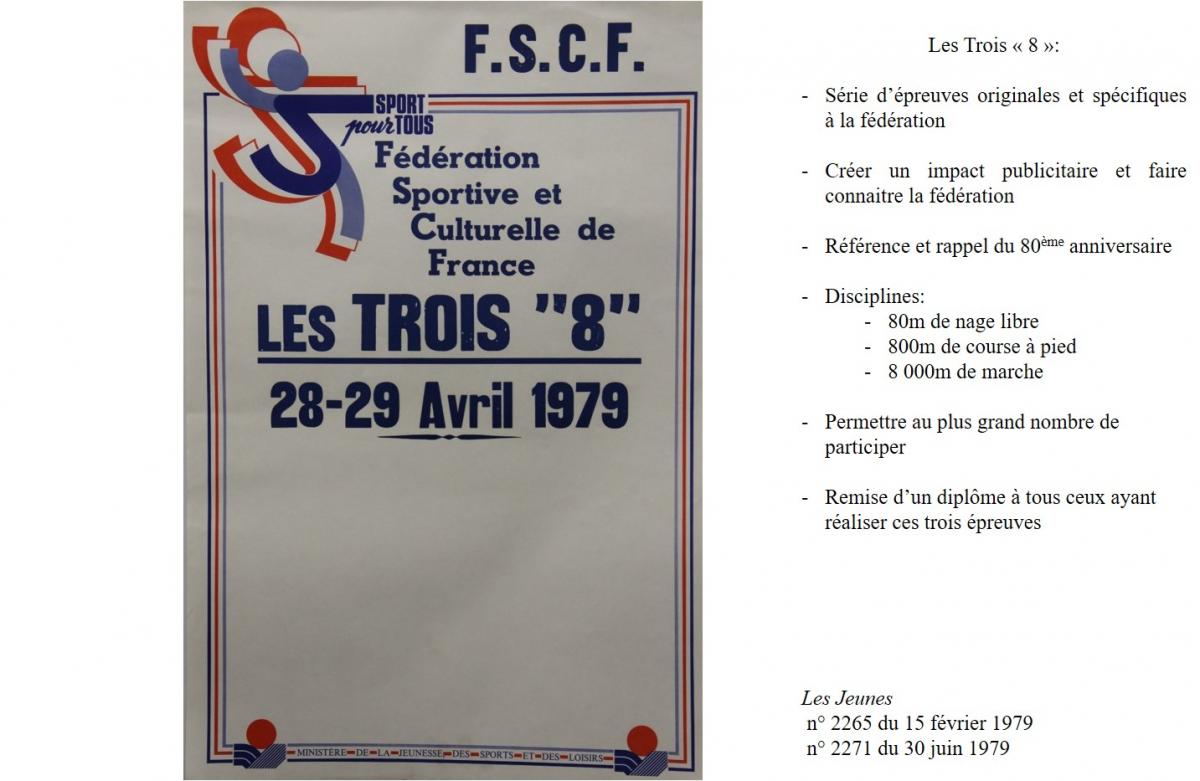 F.S.C.F.
SPORT
pour TOUS
Fédération
Sportive et
Culturelle de
France
LES TROIS "8"
28-29 Avril 1979
MINISTÈRE-DE-LA-JEUNESSE-DES-SPORTS-ET-DES-LOISIRS
Les Trois « 8 »:
- Série d’épreuves originales et spécifiques
à la fédération
- Créer un impact publicitaire et faire
connaitre la fédération
- Référence et rappel du 80ème anniversaire
- Disciplines:
- 80m de nage libre
- 800m de course à pied
- 8 000m de marche
- Permettre au plus grand nombre de
participer
- Remise d’un diplôme à tous ceux ayant
réaliser ces trois épreuves
Les Jeunes
n° 2265 du 15 février 1979
n° 2271 du 30 juin 1979